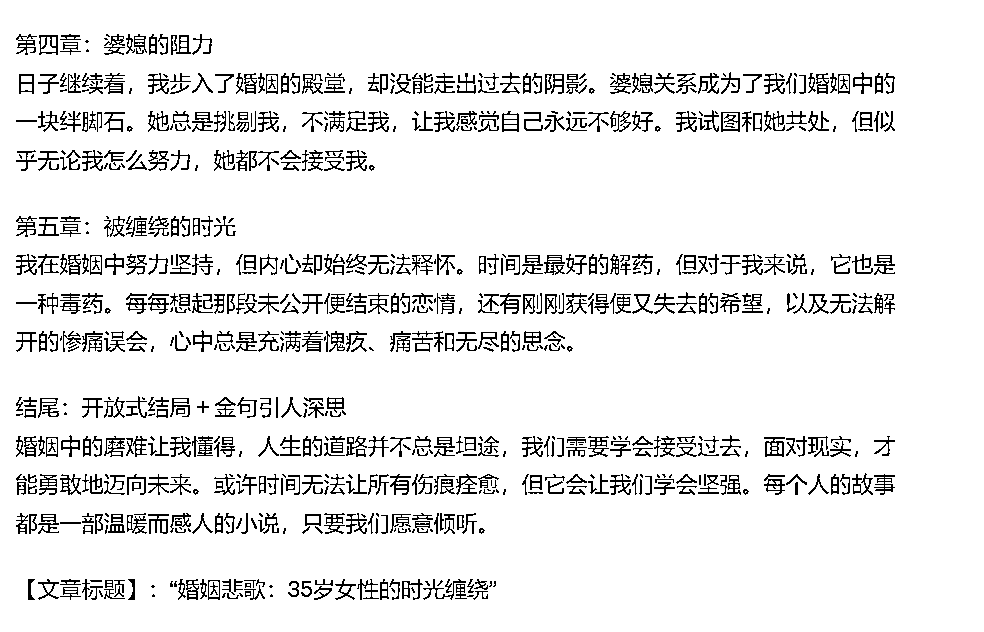 第四章：婆媳的阻力
日子继续着，我步入了婚姻的殿堂，却没能走出过去的阴影。婆媳关系成为了我们婚姻中的
一块绊脚石。她总是挑剔我，不满足我，让我感觉自己永远不够好。我试图和她共处，但似
乎无论我怎么努力，她都不会接受我。
第五章：被缠绕的时光
我在婚姻中努力坚持，但内心却始终无法释怀。时间是最好的解药，但对于我来说，它也是
一种毒药。每每想起那段未公开便结束的恋情，还有刚刚获得便又失去的希望，以及无法解
开的惨痛误会，心中总是充满着愧疚、痛苦和无尽的思念。
结尾：开放式结局 + 金句引人深思
婚姻中的磨难让我懂得，人生的道路并不总是坦途，我们需要学会接受过去，面对现实，才
能勇敢地迈向未来。或许时间无法让所有伤痕痊愈，但它会让我们学会坚强。每个人的故事
都是一部温暖而感人的小说，只要我们愿意倾听。
【文章标题】：“婚姻悲歌：35岁女性的时光缠绕”